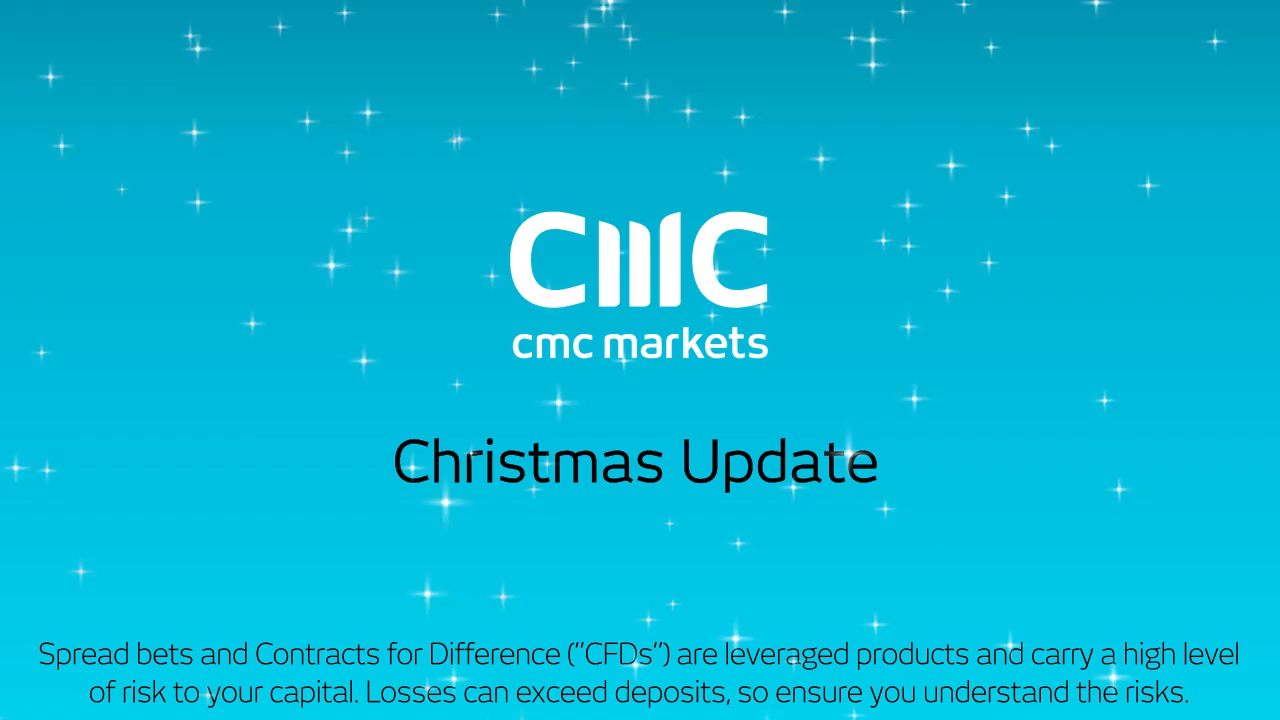 CMC
cmc markets
Christmas Update
Spread bets and Contracts for Difference (“CFDs”) are leveraged products and carry a high level
of risk to your capital. Losses can exceed deposits, so ensure you understand the risks.